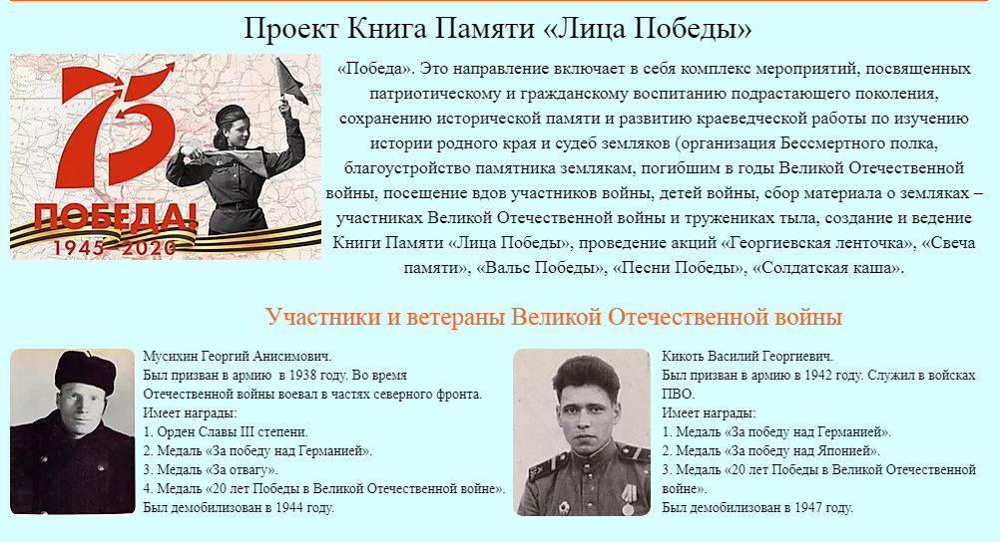 Проект Книга Памяти «Лица Победы»
75
ПОБЕДА!
1945–2020
«Победа». Это направление включает в себя комплекс мероприятий, посвященных
патриотическому и гражданскому воспитанию подрастающего поколения,
сохранению исторической памяти и развитию краеведческой работы по изучению
истории родного края и судеб земляков (организация Бессмертного полка,
благоустройство памятника землякам, погибшим в годы Великой Отечественной
войны, посещение вдов участников войны, детей войны, сбор материала о земляках –
участниках Великой Отечественной войны и тружениках тыла, создание и ведение
Книги Памяти «Лица Победы», проведение акций «Георгиевская ленточка», «Свеча
памяти», «Вальс Победы», «Песни Победы», «Солдатская каша».
Участники и ветераны Великой Отечественной войны
Мусихин Георгий Анисимович.
Был призван в армию в 1938 году. Во время
Отечественной войны воевал в частях северного фронта.
Имеет награды:
1. Орден Славы III степени.
2. Медаль «За победу над Германией».
3. Медаль «За отвагу».
4. Медаль «20 лет Победы в Великой Отечественной войне».
Был демобилизован в 1944 году.
Кикоть Василий Георгиевич.
Был призван в армию в 1942 году. Служил в войсках
ПВО.
Имеет награды:
1. Медаль «За победу над Германией».
2. Медаль «За победу над Японией».
3. Медаль «20 лет Победы в Великой Отечественной
войне».
Был демобилизован в 1947 году.